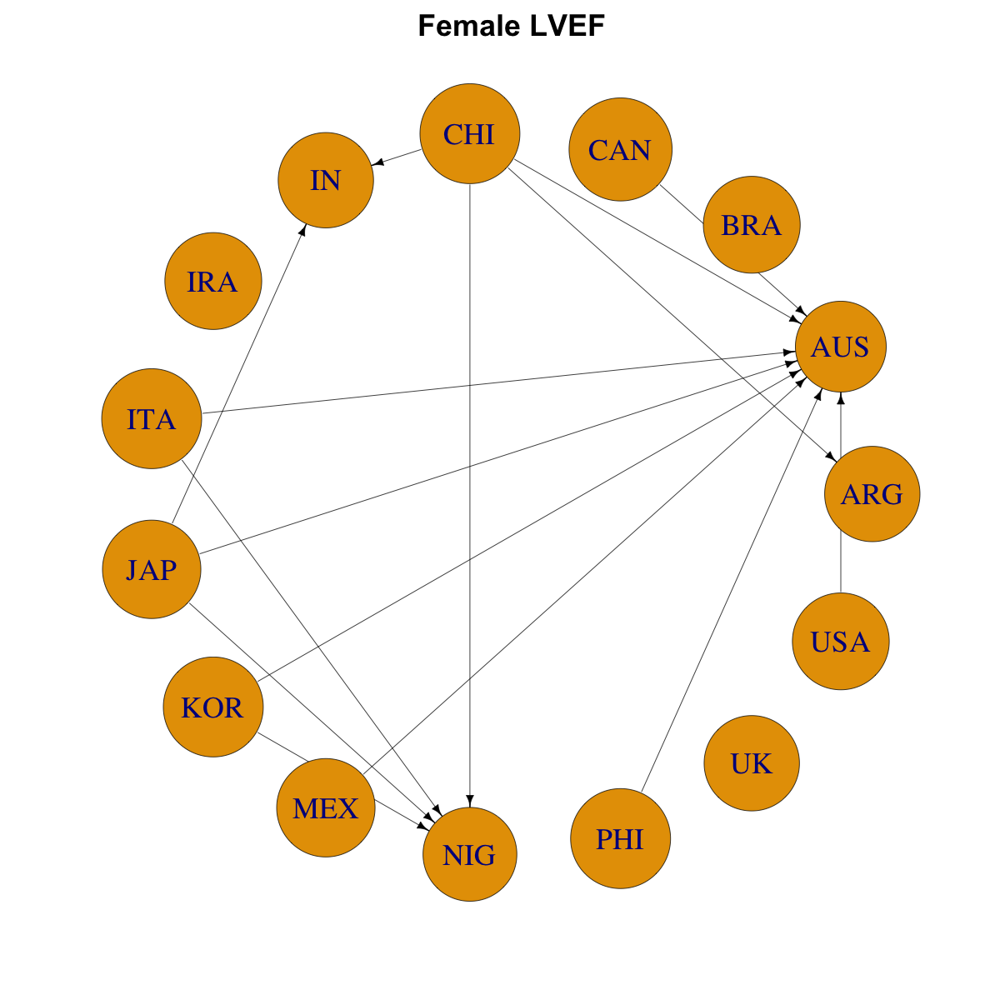 Female LVEF
CHI
CAN
IN
BRA
IRA
AUS
ITA
ARG
JAP
USA
KOR
UK
MEX
PHI
NIG